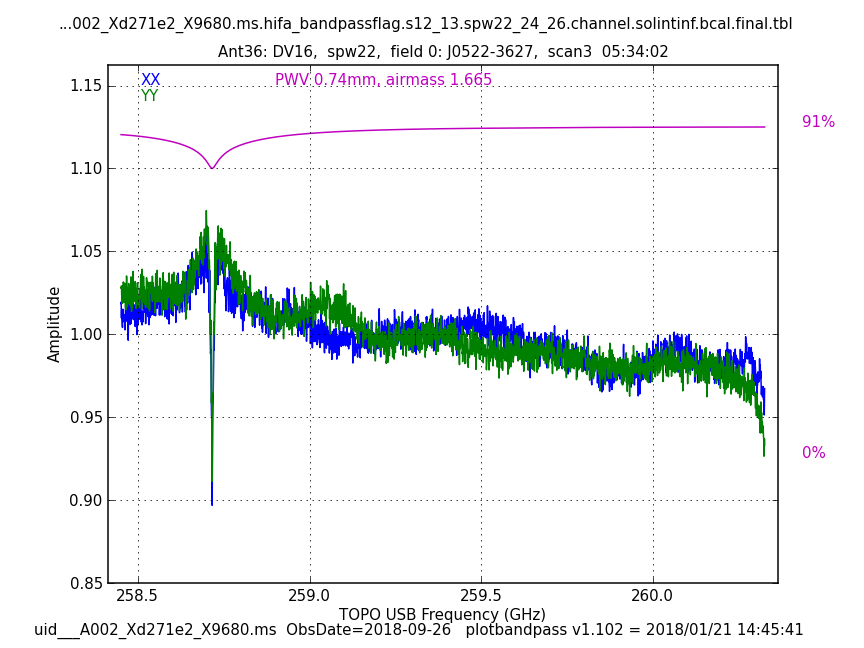 ...002_Xd271e2_X9680.ms.hifa_bandpassflag.s12_13.spw22_24_26.channel.solintinf.bcal.final.tbl
Ant36: DV16,  spw22,  field 0: J0522-3627,  scan3  05:34:02
XX
PWV 0.74mm, airmass 1.665
YY
91%
0%
1.15
1.10
1.05
1.00
0.95
0.90
0.85
Amplitude
258.5
259.0
259.5
260.0
TOPO USB Frequency (GHz)
uid___A002_Xd271e2_X9680.ms  ObsDate=2018-09-26   plotbandpass v1.102 = 2018/01/21 14:45:41